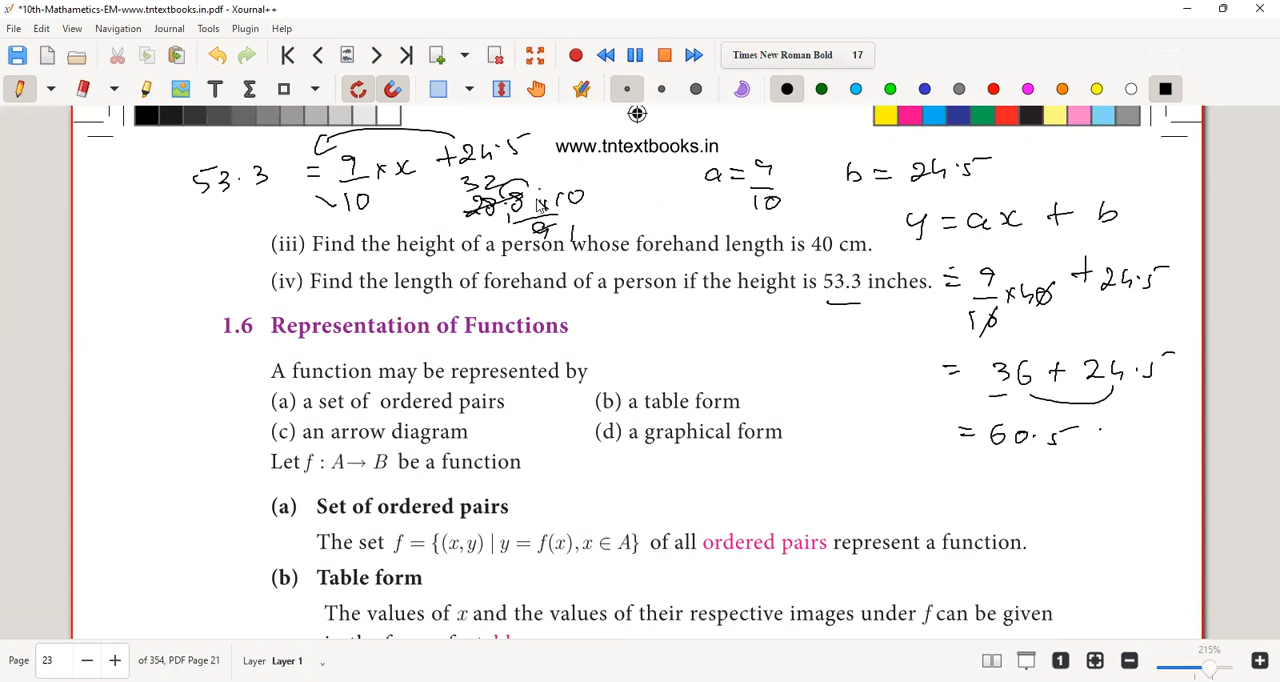 *10th-Mathametics-EM-www.tntextbooks.in.pdf - Xournal++
File Edit View Navigation Journal Tools Plugin Help
Times New Roman Bold 17
www.tntextbooks.in
53.3 = 9/10 × x + 24.5
32
28.8 × 10
9
a = 9/10
b = 24.5
y = ax + b
(iii) Find the height of a person whose forehand length is 40 cm.
(iv) Find the length of forehand of a person if the height is 53.3 inches.
= 9/10 × 40 + 24.5
= 36 + 24.5
= 60.5
1.6 Representation of Functions
A function may be represented by
(a) a set of ordered pairs (b) a table form
(c) an arrow diagram (d) a graphical form
Let f : A → B be a function
(a) Set of ordered pairs
The set f = {(x, y) | y = f(x), x ∈ A} of all ordered pairs represent a function.
(b) Table form
The values of x and the values of their respective images under f can be given
Page 23 of 354, PDF Page 21 Layer Layer 1 215%